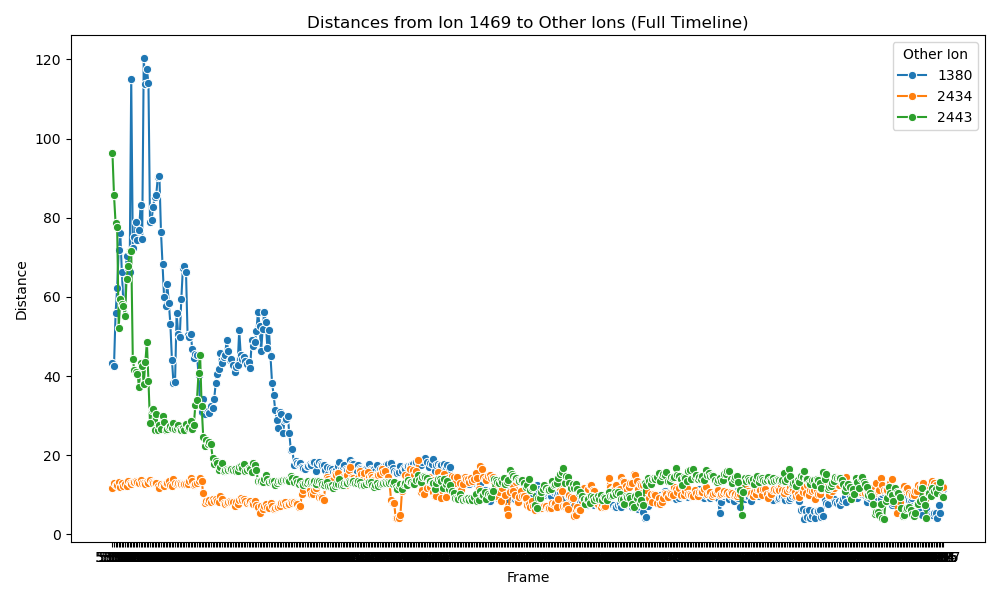 Distances from Ion 1469 to Other Ions (Full Timeline)
Other Ion
1380
2434
2443
120
100
80
60
40
20
0
Distance
Frame